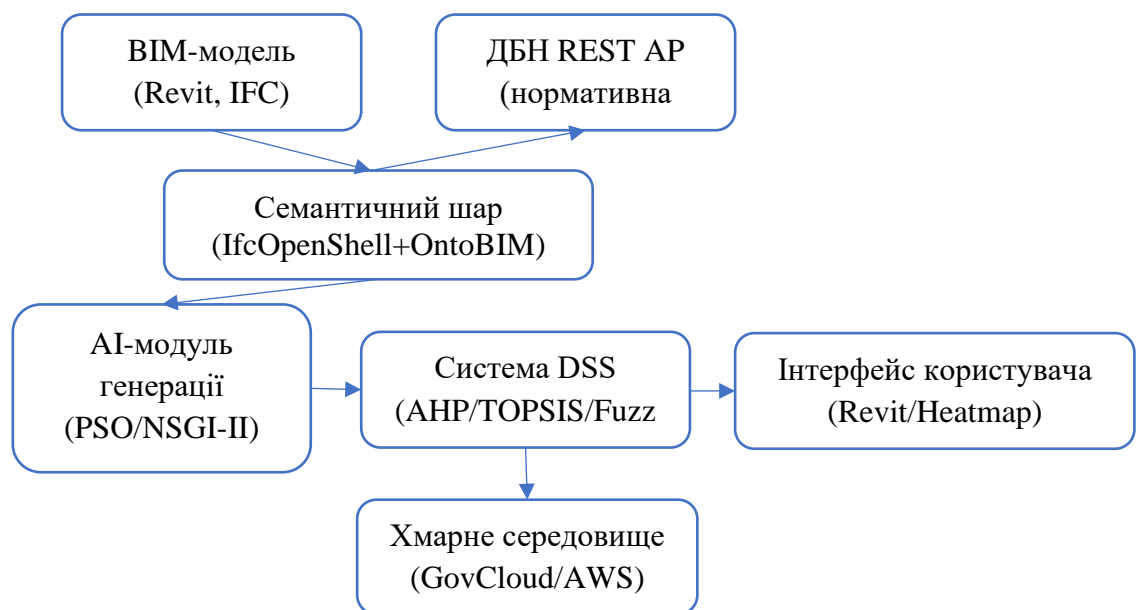 BIM-модель
(Revit, IFC)
ДБН REST AP
(нормативна
Семантичний шар
(IfcOpenShell+OntoBIM)
AI-модуль
генерації
(PSO/NSGI-II)
Система DSS
(AHP/TOPSIS/Fuzz
Інтерфейс користувача
(Revit/Heatmap)
Хмарне середовище
(GovCloud/AWS)